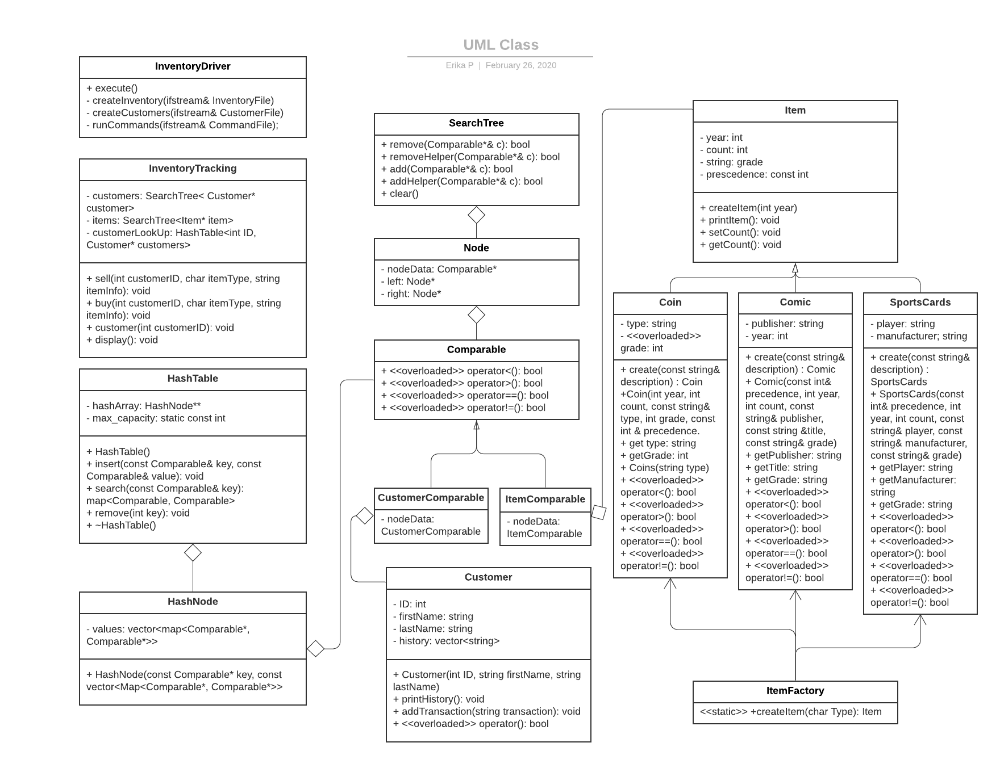 UML Class
Erika P | February 26, 2020
InventoryDriver
+ execute()
- createInventory(ifstream& InventoryFile)
- createCustomers(ifstream& CustomerFile)
- runCommands(ifstream& CommandFile);
InventoryTracking
- customers: SearchTree< Customer*
customer>
- items: SearchTree<Item* item>
- customerLookUp: HashTable<int ID,
Customer* customers>
+ sell(int customerID, char itemType, string
itemInfo): void
+ buy(int customerID, char itemType, string
itemInfo): void
+ customer(int customerID): void
+ display(): void
HashTable
- hashArray: HashNode**
- max_capacity: static const int
+ HashTable()
+ insert(const Comparable& key, const
Comparable& value): void
+ search(const Comparable& key):
map<Comparable, Comparable>
+ remove(int key): void
+ ~HashTable()
HashNode
- values: vector<map<Comparable*,
Comparable*>>
+ HashNode(const Comparable* key, const
vector<Map<Comparable*, Comparable*>>
SearchTree
+ remove(Comparable*& c): bool
+ removeHelper(Comparable*& c): bool
+ add(Comparable*& c): bool
+ addHelper(Comparable*& c): bool
+ clear()
Node
- nodeData: Comparable*
- left: Node*
- right: Node*
Comparable
+ <<overloaded>> operator<(): bool
+ <<overloaded>> operator>(): bool
+ <<overloaded>> operator==(): bool
+ <<overloaded>> operator!=(): bool
CustomerComparable
- nodeData:
CustomerComparable
ItemComparable
- nodeData:
ItemComparable
Customer
- ID: int
- firstName: string
- lastName: string
- history: vector<string>
+ Customer(int ID, string firstName, string
lastName)
+ printHistory(): void
+ addTransaction(string transaction): void
+ <<overloaded>> operator(): bool
Item
- year: int
- count: int
- string: grade
- prescedence: const int
+ createItem(int year)
+ printItem(): void
+ setCount(): void
+ getCount(): void
Coin
- type: string
- <<overloaded>>
grade: int
+ create(const string&
description) : Coin
+Coin(int year, int
count, const string&
type, int grade, const
int & precedence.
+ get type: string
+ getGrade: int
+ Coins(string type)
+ <<overloaded>>
operator<(): bool
+ <<overloaded>>
operator>(): bool
+ <<overloaded>>
operator==(): bool
+ <<overloaded>>
operator!=(): bool
Comic
- publisher: string
- year: int
+ create(const string&
description) : Comic
+ Comic(const int&
precedence, int year,
int count, const
string& publisher,
const string &title,
const string& grade)
+ getPublisher: string
+ getTitle: string
+ getGrade: string
+ <<overloaded>>
operator<(): bool
+ <<overloaded>>
operator>(): bool
+ <<overloaded>>
operator==(): bool
+ <<overloaded>>
operator!=(): bool
SportsCards
- player: string
- manufacturer; string
+ create(const string&
description) :
SportsCards
+ SportsCards(const
int& precedence, int
year, int count, const
string& player, const
string& manufacturer,
const string& grade)
+ getPlayer: string
+ getManufacturer:
string
+ getGrade: string
+ <<overloaded>>
operator<(): bool
+ <<overloaded>>
operator>(): bool
+ <<overloaded>>
operator==(): bool
+ <<overloaded>>
operator!=(): bool
ItemFactory
<<static>> +createItem(char Type): Item